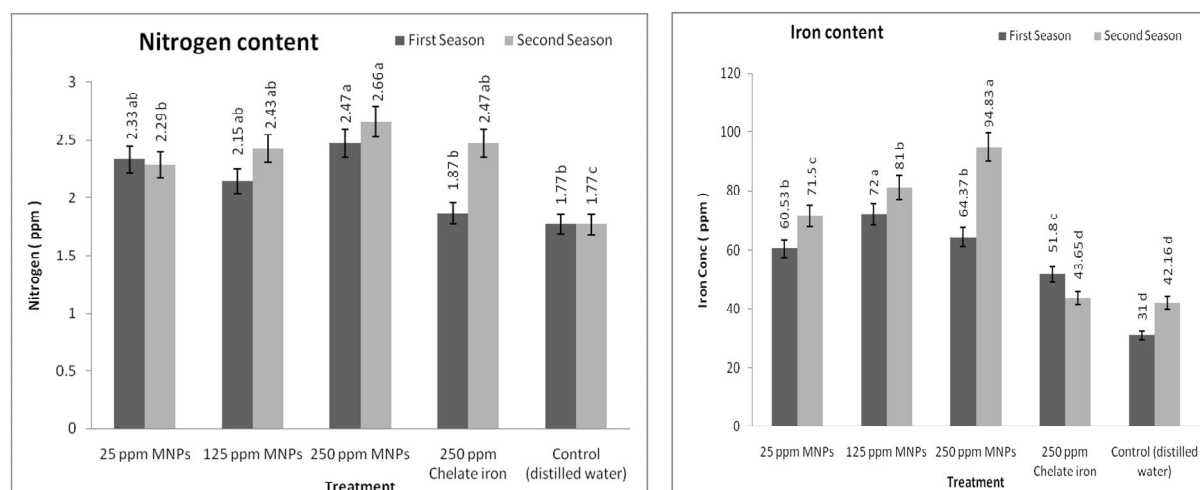 Nitrogen content
First Season
Second Season
3
2.5
2
1.5
1
0.5
0
Nitrogen ( ppm )
2.33 ab
2.29 b
2.15 ab
2.43 ab
2.47 a
2.66 a
1.87 b
2.47 ab
1.77 b
1.77 c
25 ppm MNPs
125 ppm MNPs
250 ppm MNPs
250 ppm
Chelate iron
Control
(distilled water)
Treatment
Iron content
First Season
Second Season
120
100
80
60
40
20
0
Iron Conc ( ppm )
60.53 b
71.5 c
72 a
81 b
64.37 b
94.83 a
51.8 c
43.65 d
31 d
42.16 d
25 ppm MNPs
125 ppm MNPs
250 ppm MNPs
250 ppm
Chelate iron
Control (distilled
water)
Treatment